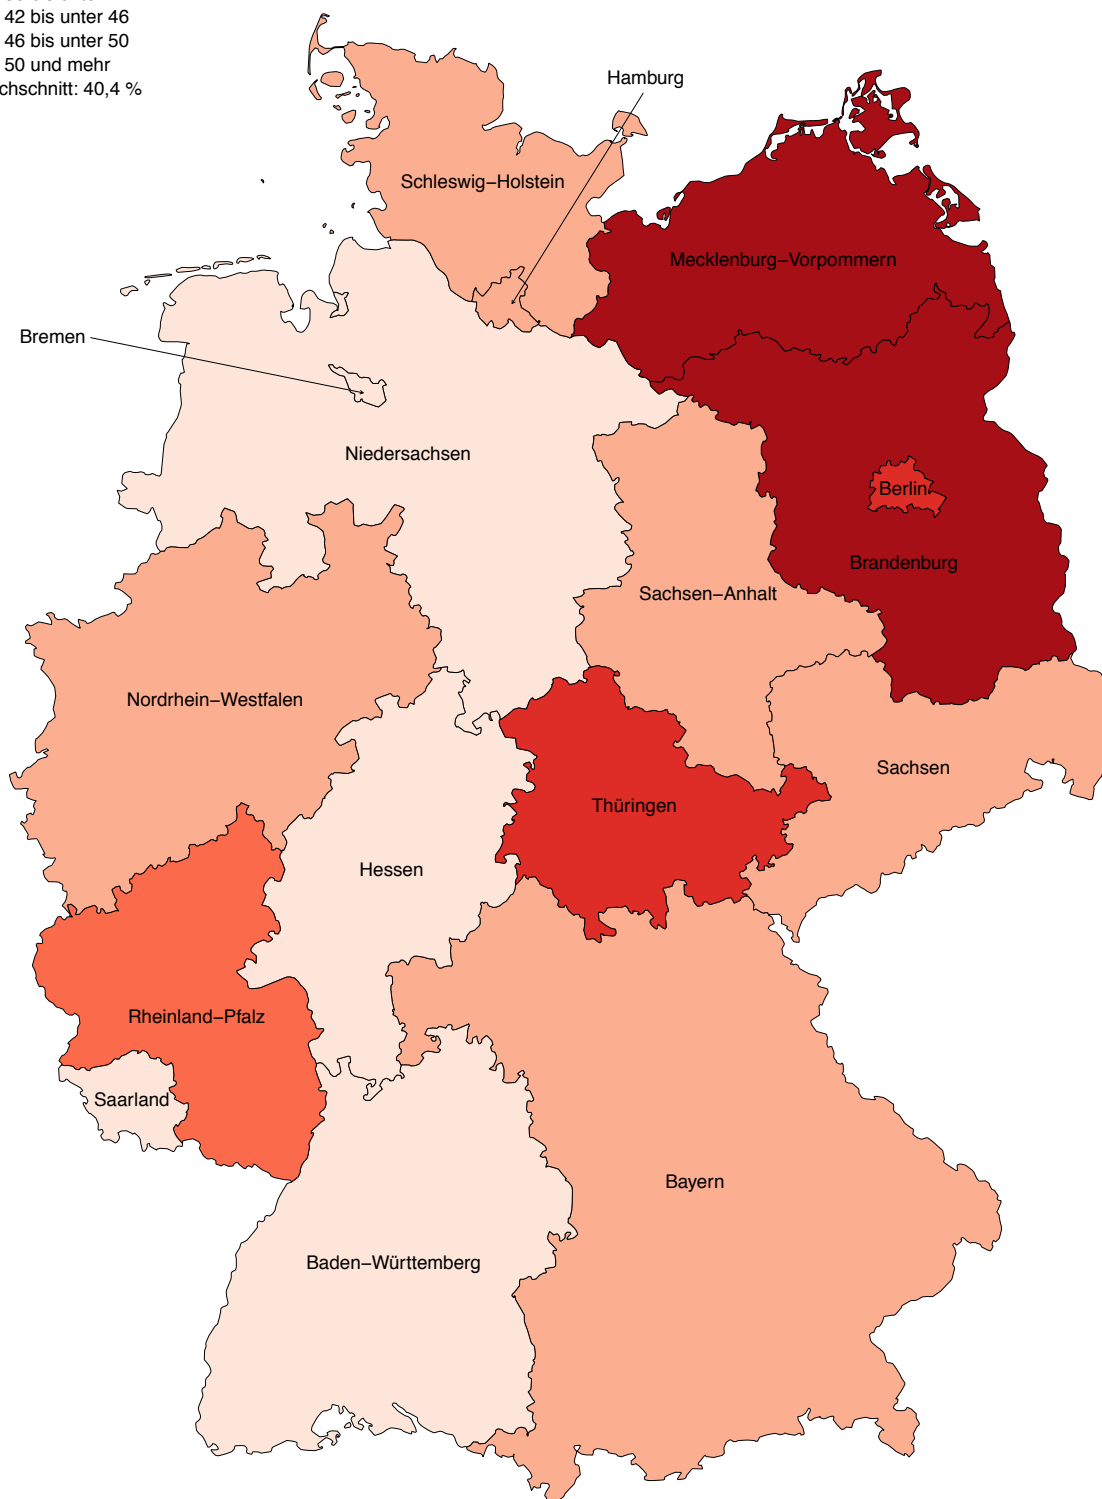 42 bis unter 46
46 bis unter 50
50 und mehr
chschnitt: 40,4 %
Hamburg
Schleswig–Holstein
Mecklenburg–Vorpommern
Bremen
Niedersachsen
Berlin
Brandenburg
Sachsen–Anhalt
Nordrhein–Westfalen
Sachsen
Thüringen
Hessen
Rheinland–Pfalz
Saarland
Bayern
Baden–Württemberg